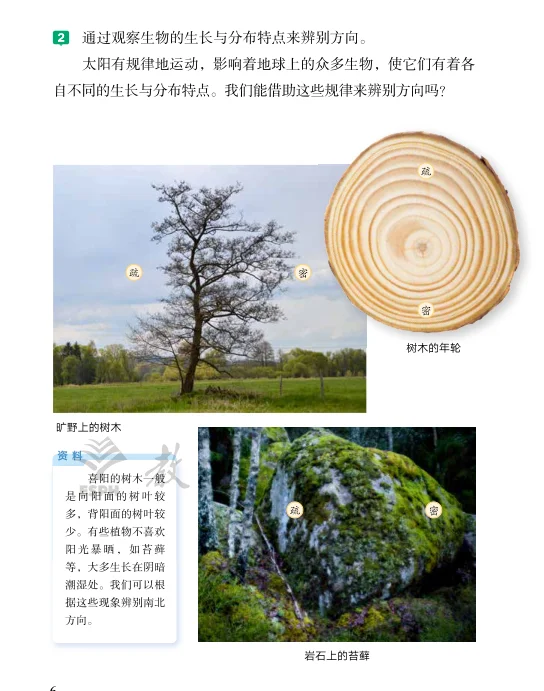 2 通过观察生物的生长与分布特点来辨别方向。
太阳有规律地运动，影响着地球上的众多生物，使它们有着各
自不同的生长与分布特点。我们能借助这些规律来辨别方向吗？
疏
密
疏
密
树木的年轮
旷野上的树木
资料
喜阳的树木一般
是向阳面的树叶较
多，背阳面的树叶较
少。有些植物不喜欢
阳光暴晒，如苔藓
等，大多生长在阴暗
潮湿处。我们可以根
据这些现象辨别南北
方向。
疏
密
岩石上的苔藓